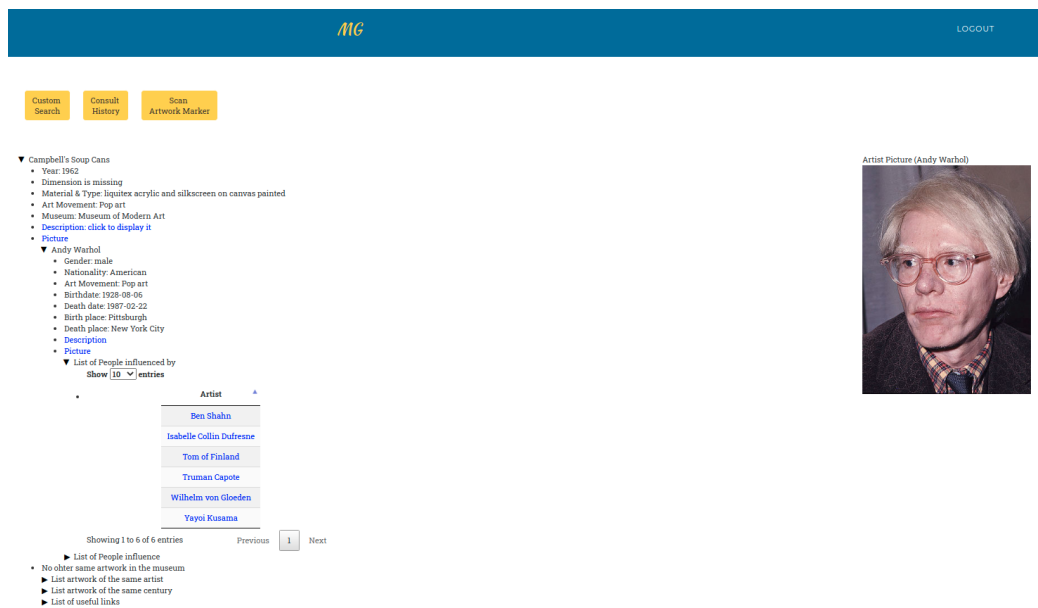 MG
LOGOUT
Custom
Search
Consult
History
Scan
Artwork Marker
▼ Campbell's Soup Cans
• Year: 1962
• Dimension is missing
• Material & Type: liquitex acrylic and silkscreen on canvas painted
• Art Movement: Pop art
• Museum: Museum of Modern Art
• Description: click to display it
• Picture
▼ Andy Warhol
• Gender: male
• Nationality: American
• Art Movement: Pop art
• Birthdate: 1928-08-06
• Death date: 1987-02-22
• Birth place: Pittsburgh
• Death place: New York City
• Description
• Picture
▼ List of People influenced by
Show 10 entries
Artist
Ben Shahn
Isabelle Collin Dufresne
Tom of Finland
Truman Capote
Wilhelm von Gloeden
Yayoi Kusama
Showing 1 to 6 of 6 entries
Previous 1 Next
▶ List of People influence
• No ohter same artwork in the museum
▶ List artwork of the same artist
▶ List artwork of the same century
▶ List of useful links
Artist Picture (Andy Warhol)